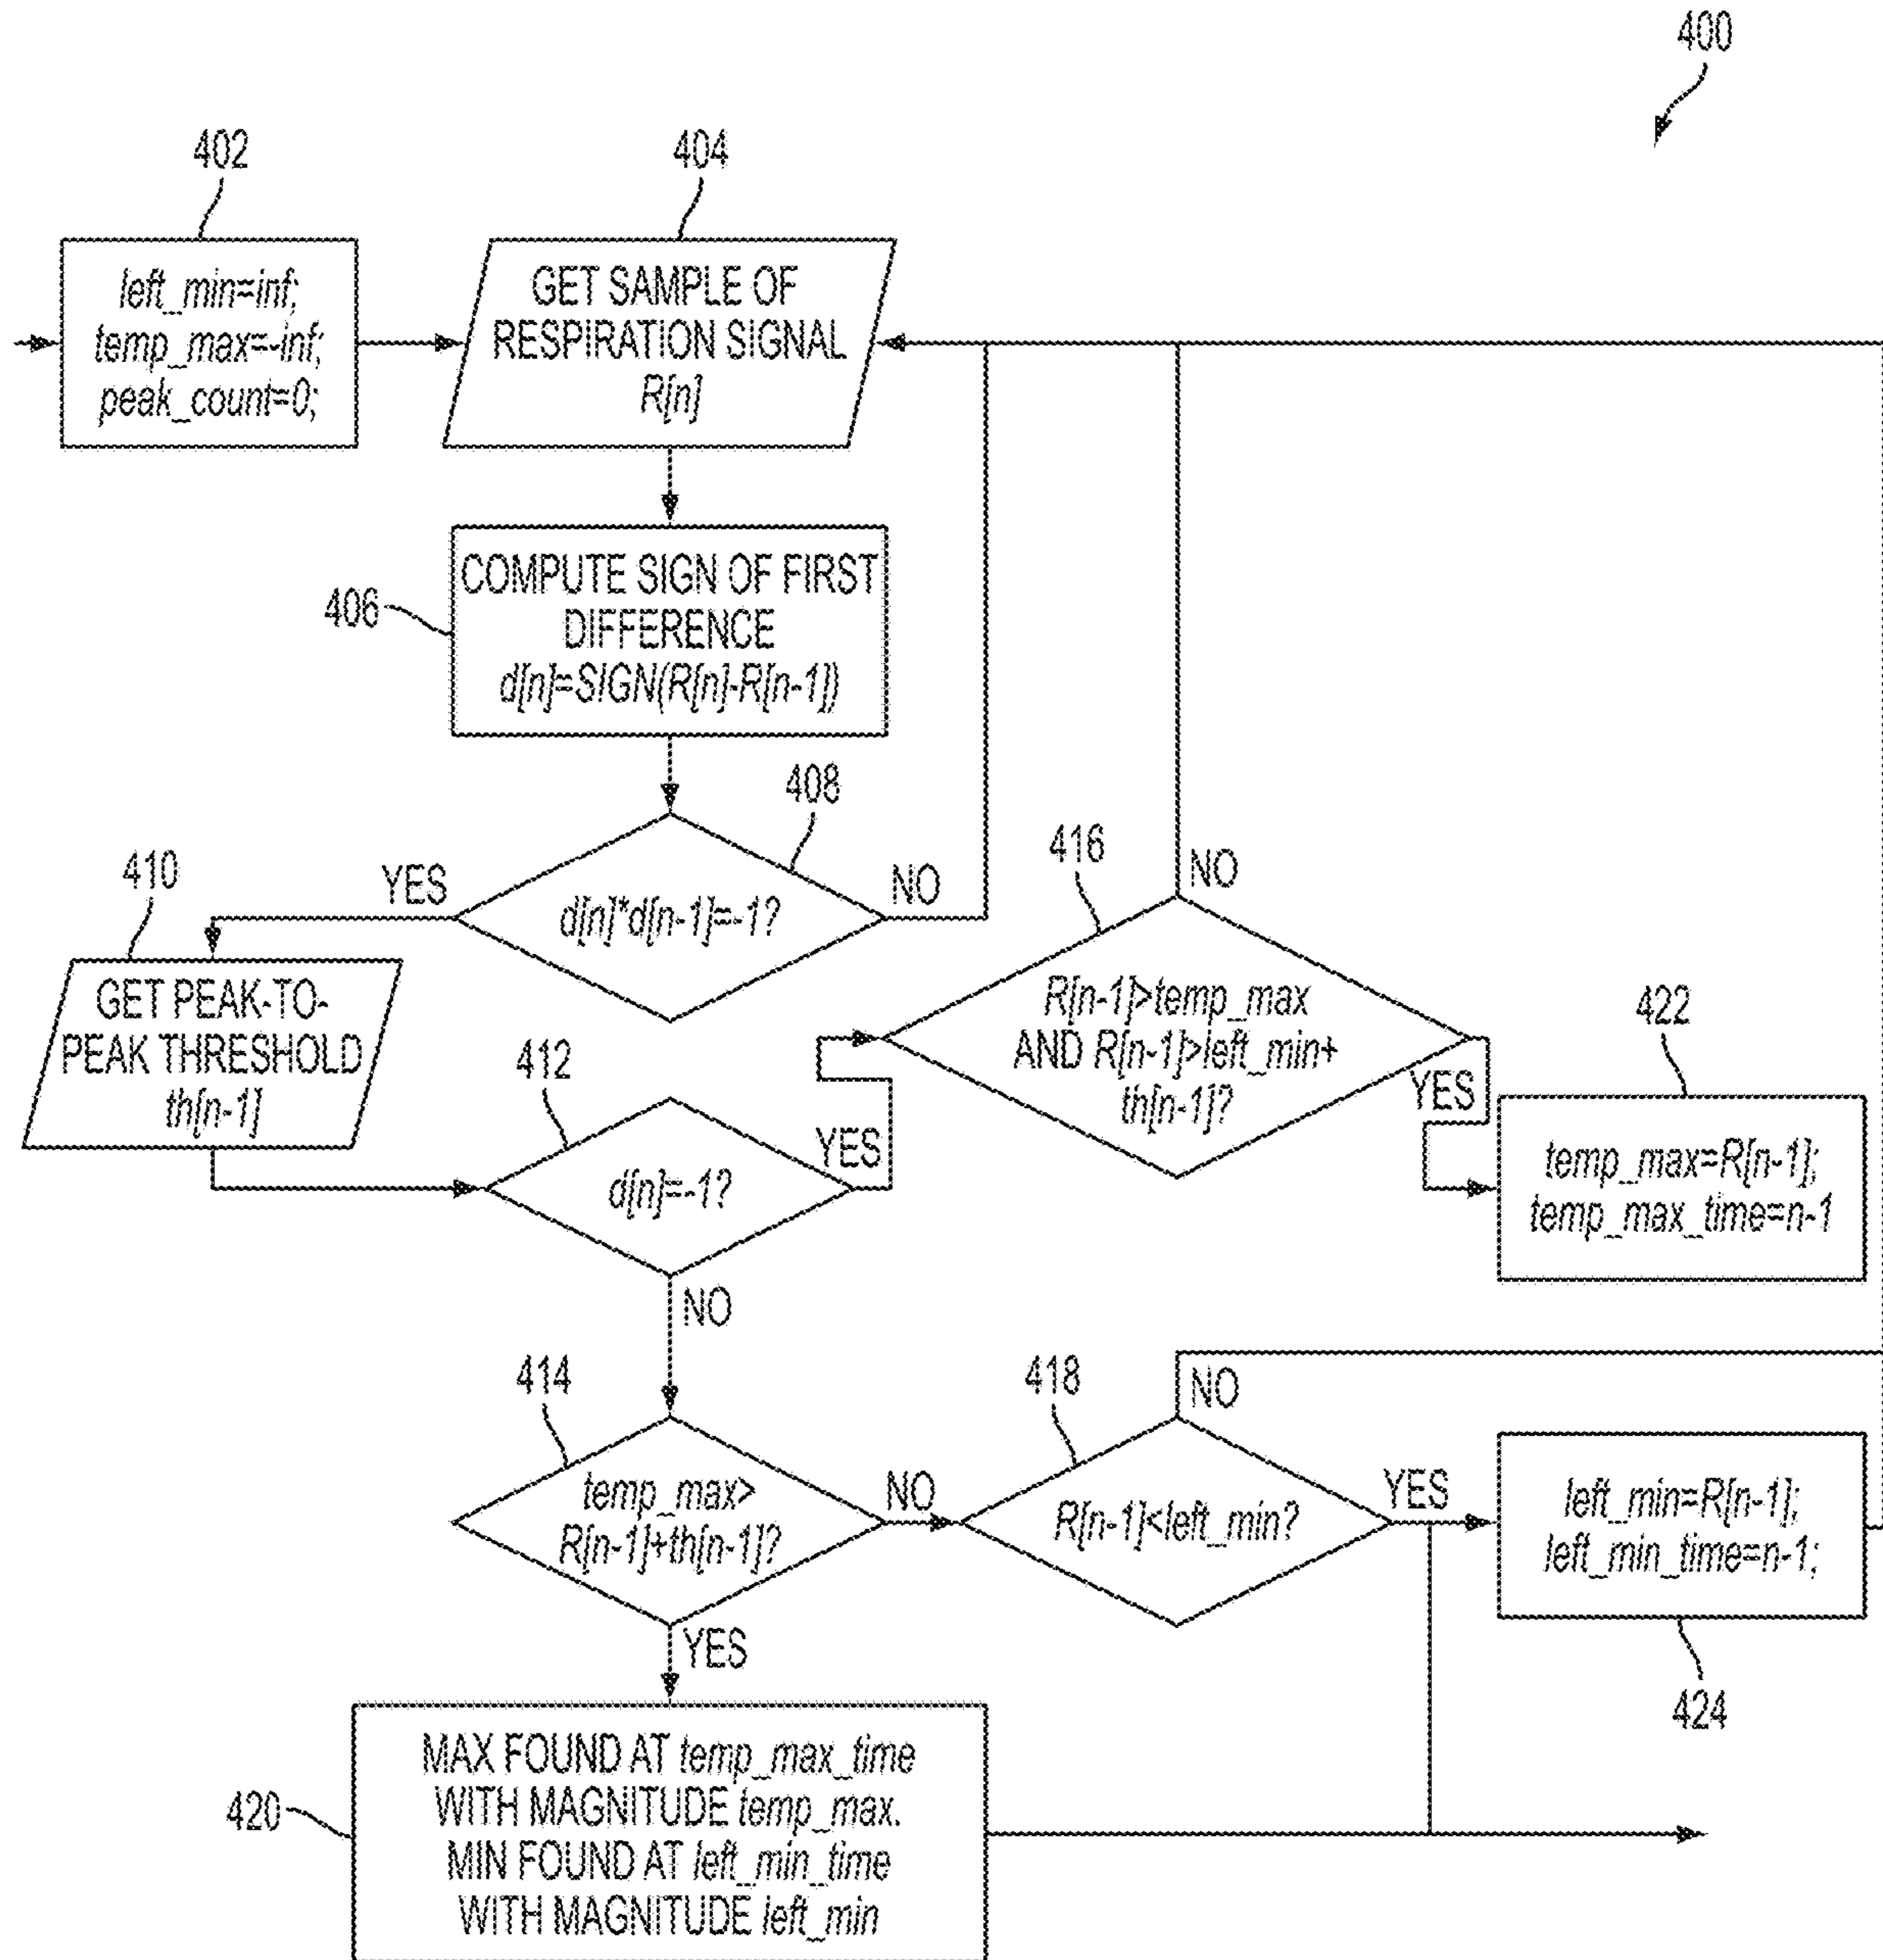 400
402
404
left_min=inf;
temp_max=-inf;
peak_count=0;
GET SAMPLE OF
RESPIRATION SIGNAL
R[n]
406
COMPUTE SIGN OF FIRST
DIFFERENCE
d[n]=SIGN(R[n]-R[n-1])
408
d[n]*d[n-1]=-1?
YES
NO
410
GET PEAK-TO-
PEAK THRESHOLD
th[n-1]
412
d[n]=-1?
YES
NO
416
NO
R[n-1]>temp_max
AND R[n-1]>left_min+
th[n-1]?
YES
422
temp_max=R[n-1];
temp_max_time=n-1
414
temp_max>
R[n-1]+th[n-1]?
NO
YES
418
NO
R[n-1]<left_min?
YES
left_min=R[n-1];
left_min_time=n-1;
424
420
MAX FOUND AT temp_max_time
WITH MAGNITUDE temp_max.
MIN FOUND AT left_min_time
WITH MAGNITUDE left_min